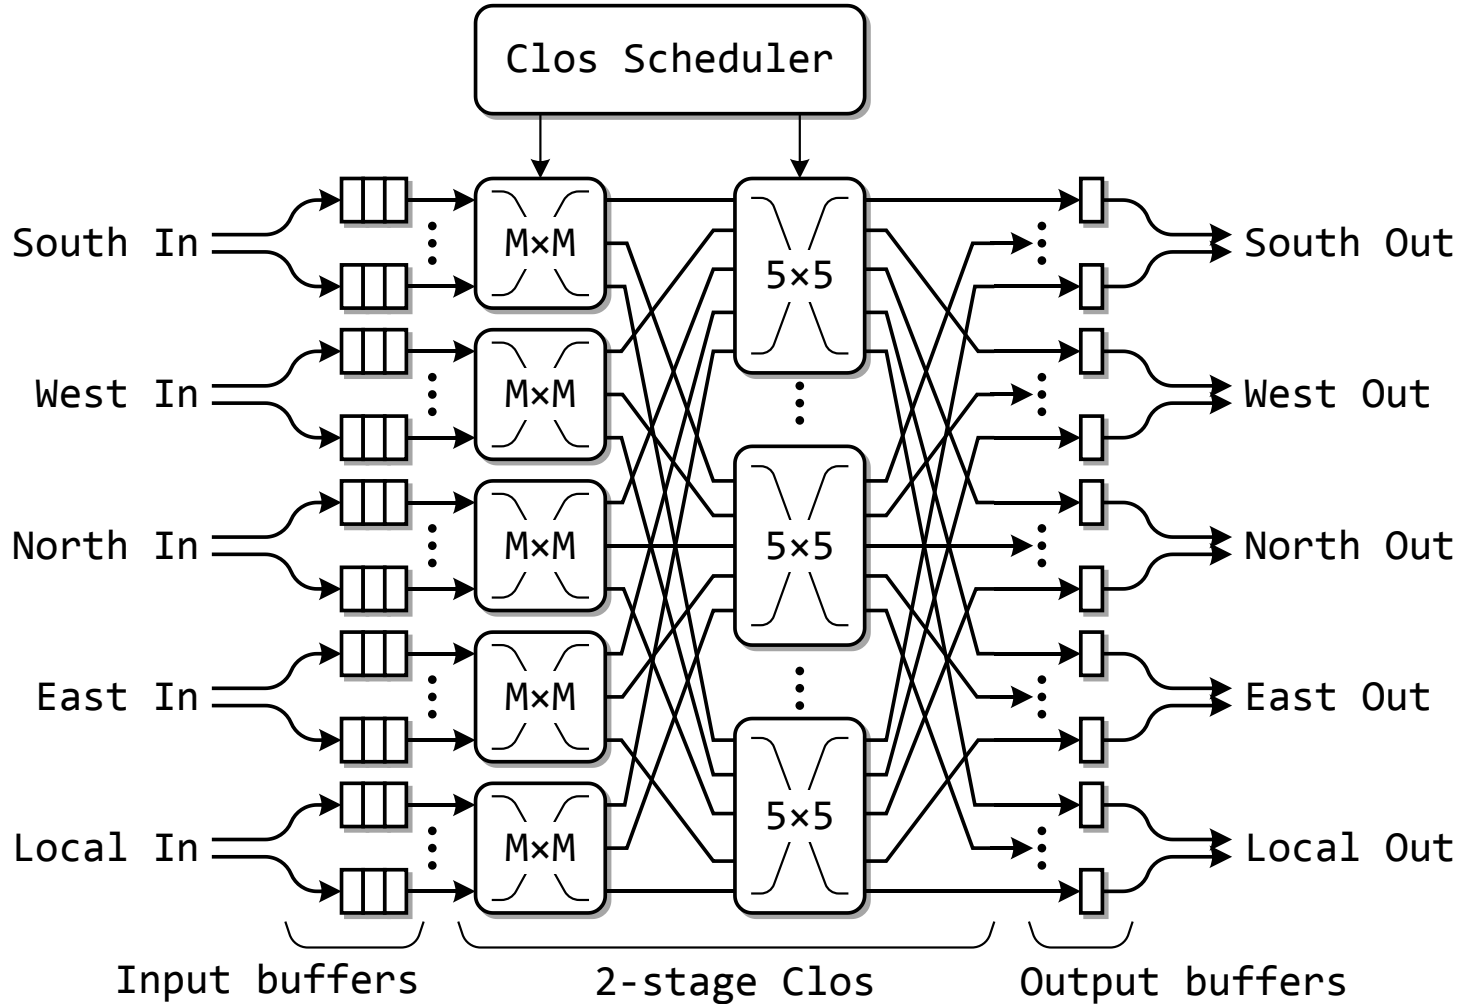 Clos Scheduler
South In
M×M
5×5
South Out
West In
M×M
West Out
North In
M×M
5×5
North Out
East In
M×M
East Out
Local In
M×M
5×5
Local Out
Input buffers
2-stage Clos
Output buffers